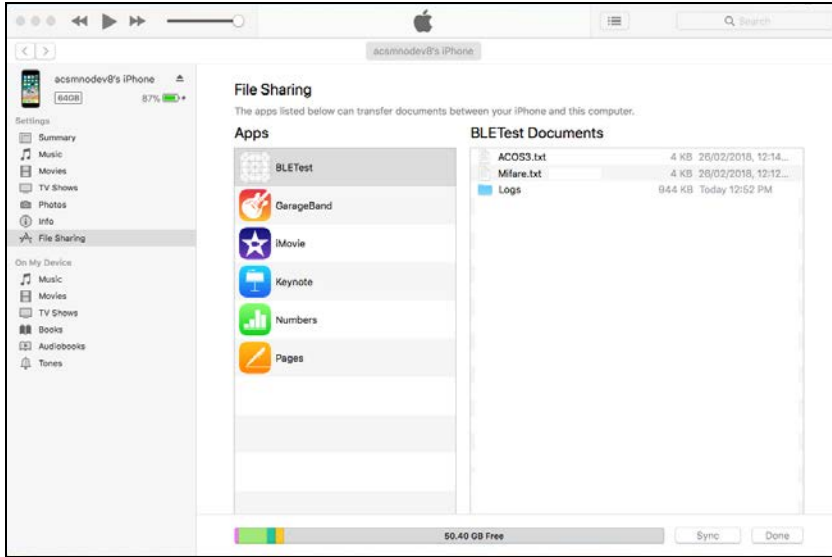 Search
acsmnodev8's iPhone
acsmnodev8's iPhone
64GB 87%
Settings
Summary
Music
Movies
TV Shows
Photos
Info
File Sharing
On My Device
Music
Movies
TV Shows
Books
Audiobooks
Tones
File Sharing
The apps listed below can transfer documents between your iPhone and this computer.
Apps
BLETest
GarageBand
iMovie
Keynote
Numbers
Pages
BLETest Documents
ACOS3.txt 4 KB 26/02/2018, 12:14...
Mifare.txt 4 KB 26/02/2018, 12:12...
Logs 944 KB Today 12:52 PM
50.40 GB Free
Sync
Done